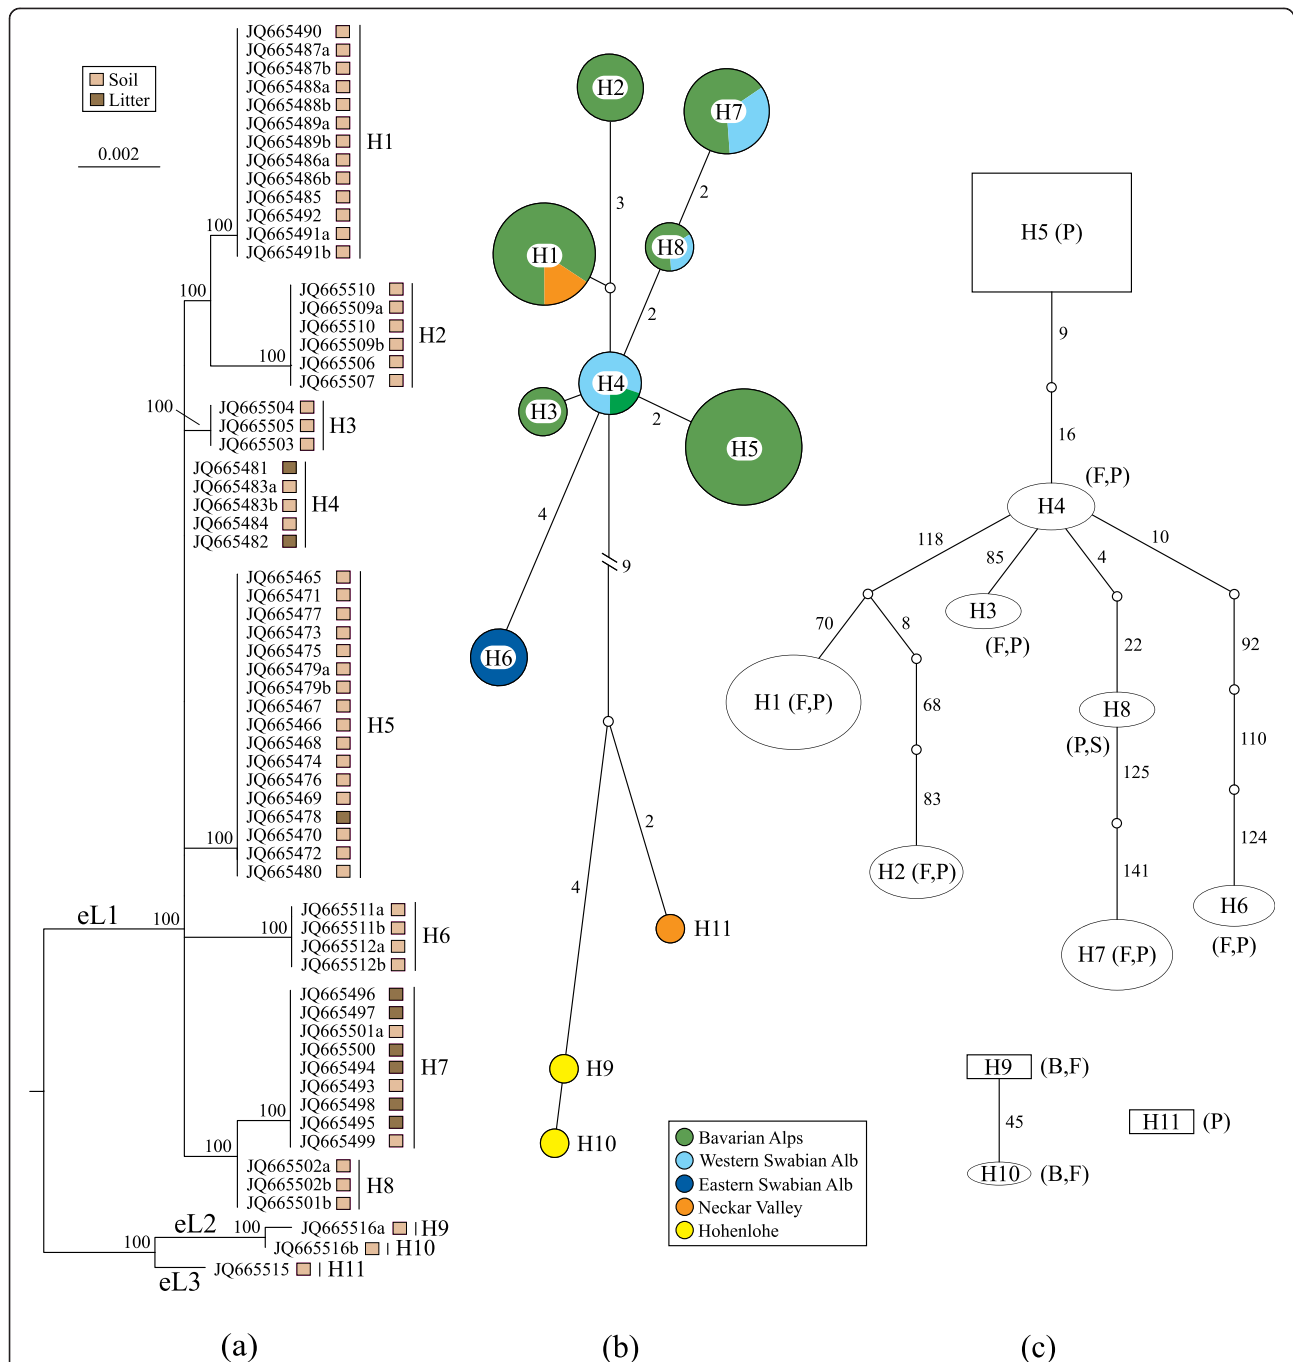 Soil
Litter
0.002
JQ665490
JQ665487a
JQ665487b
JQ665488a
JQ665488b
JQ665489a
JQ665489b
JQ665486a
JQ665486b
JQ665485
JQ665492
JQ665491a
JQ665491b
H1
100
100
JQ665510
JQ665509a
JQ665510
JQ665509b
JQ665506
JQ665507
H2
100
100
JQ665504
JQ665505
JQ665503
H3
JQ665481
JQ665483a
JQ665483b
JQ665484
JQ665482
H4
JQ665465
JQ665471
JQ665477
JQ665473
JQ665475
JQ665479a
JQ665479b
JQ665467
JQ665466
JQ665468
JQ665474
JQ665476
JQ665469
JQ665478
JQ665470
JQ665472
JQ665480
H5
100
eL1
100
JQ665511a
JQ665511b
JQ665512a
JQ665512b
H6
100
JQ665496
JQ665497
JQ665501a
JQ665500
JQ665494
JQ665493
JQ665498
JQ665495
JQ665499
H7
100
100
JQ665502a
JQ665502b
JQ665501b
H8
eL2
100
100
JQ665516a
H9
JQ665516b
H10
eL3
JQ665515
H11
(a)
H2
H7
3
2
H1
H8
2
H4
H3
2
H5
4
9
H6
2
4
H11
H9
H10
Bavarian Alps
Western Swabian Alb
Eastern Swabian Alb
Neckar Valley
Hohenlohe
(b)
H5 (P)
9
16
(F,P)
H4
118
85
4
10
H3
(F,P)
70
8
22
92
H1 (F,P)
68
H8
(P,S)
110
125
83
124
H2 (F,P)
141
H6
(F,P)
H7 (F,P)
H9
(B,F)
45
H11
(P)
H10
(B,F)
(c)